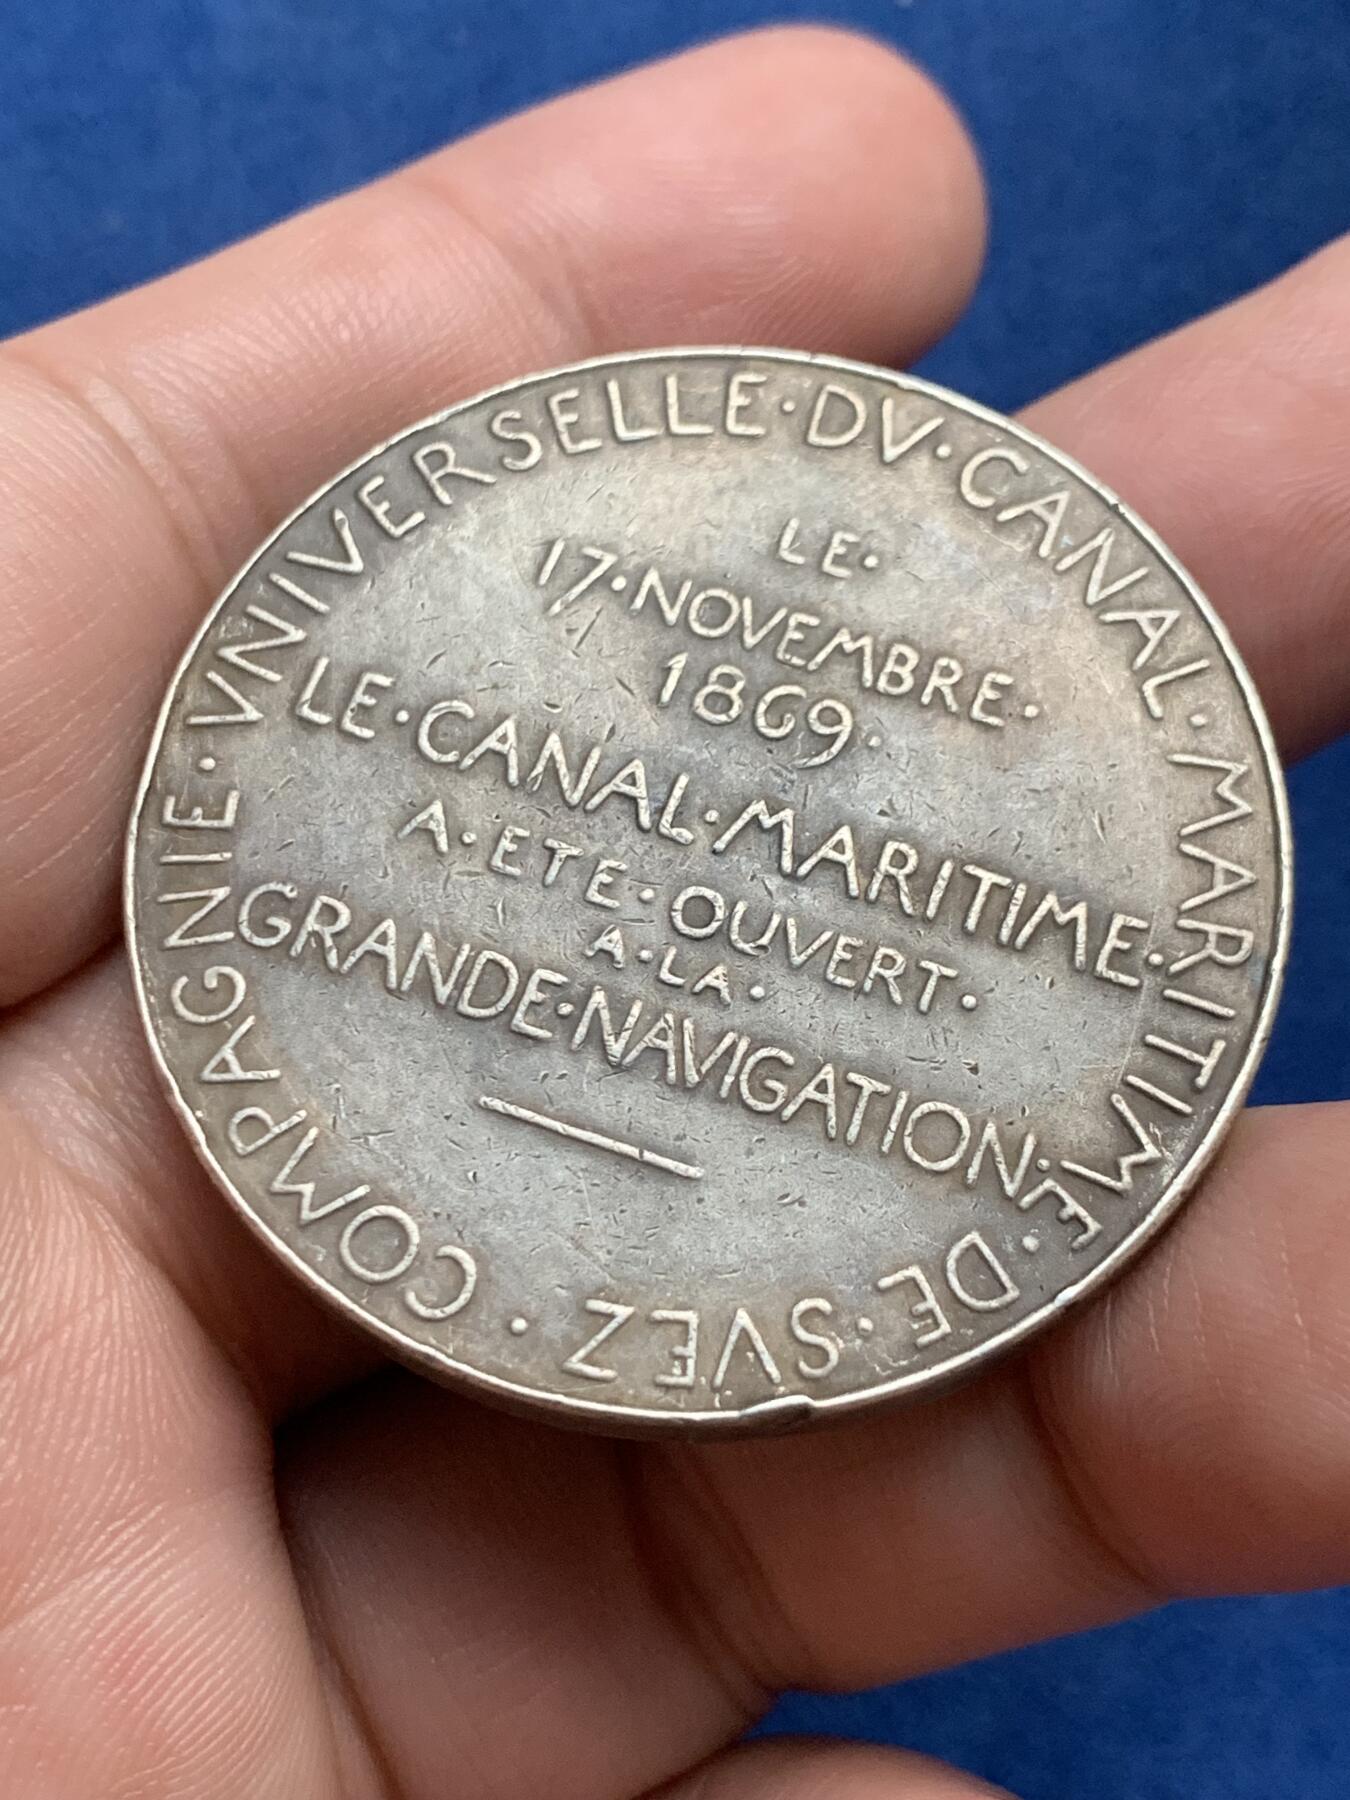 COMPAGNIE·VNIVERSELLE·DV·CANAL·MARITIME·DE·SVEZ·
LE·
17·NOVEMBRE·
1869·
LE·CANAL·MARITIME·
A·ETE·OUVERT·
A·LA·
GRANDE·NAVIGATION·